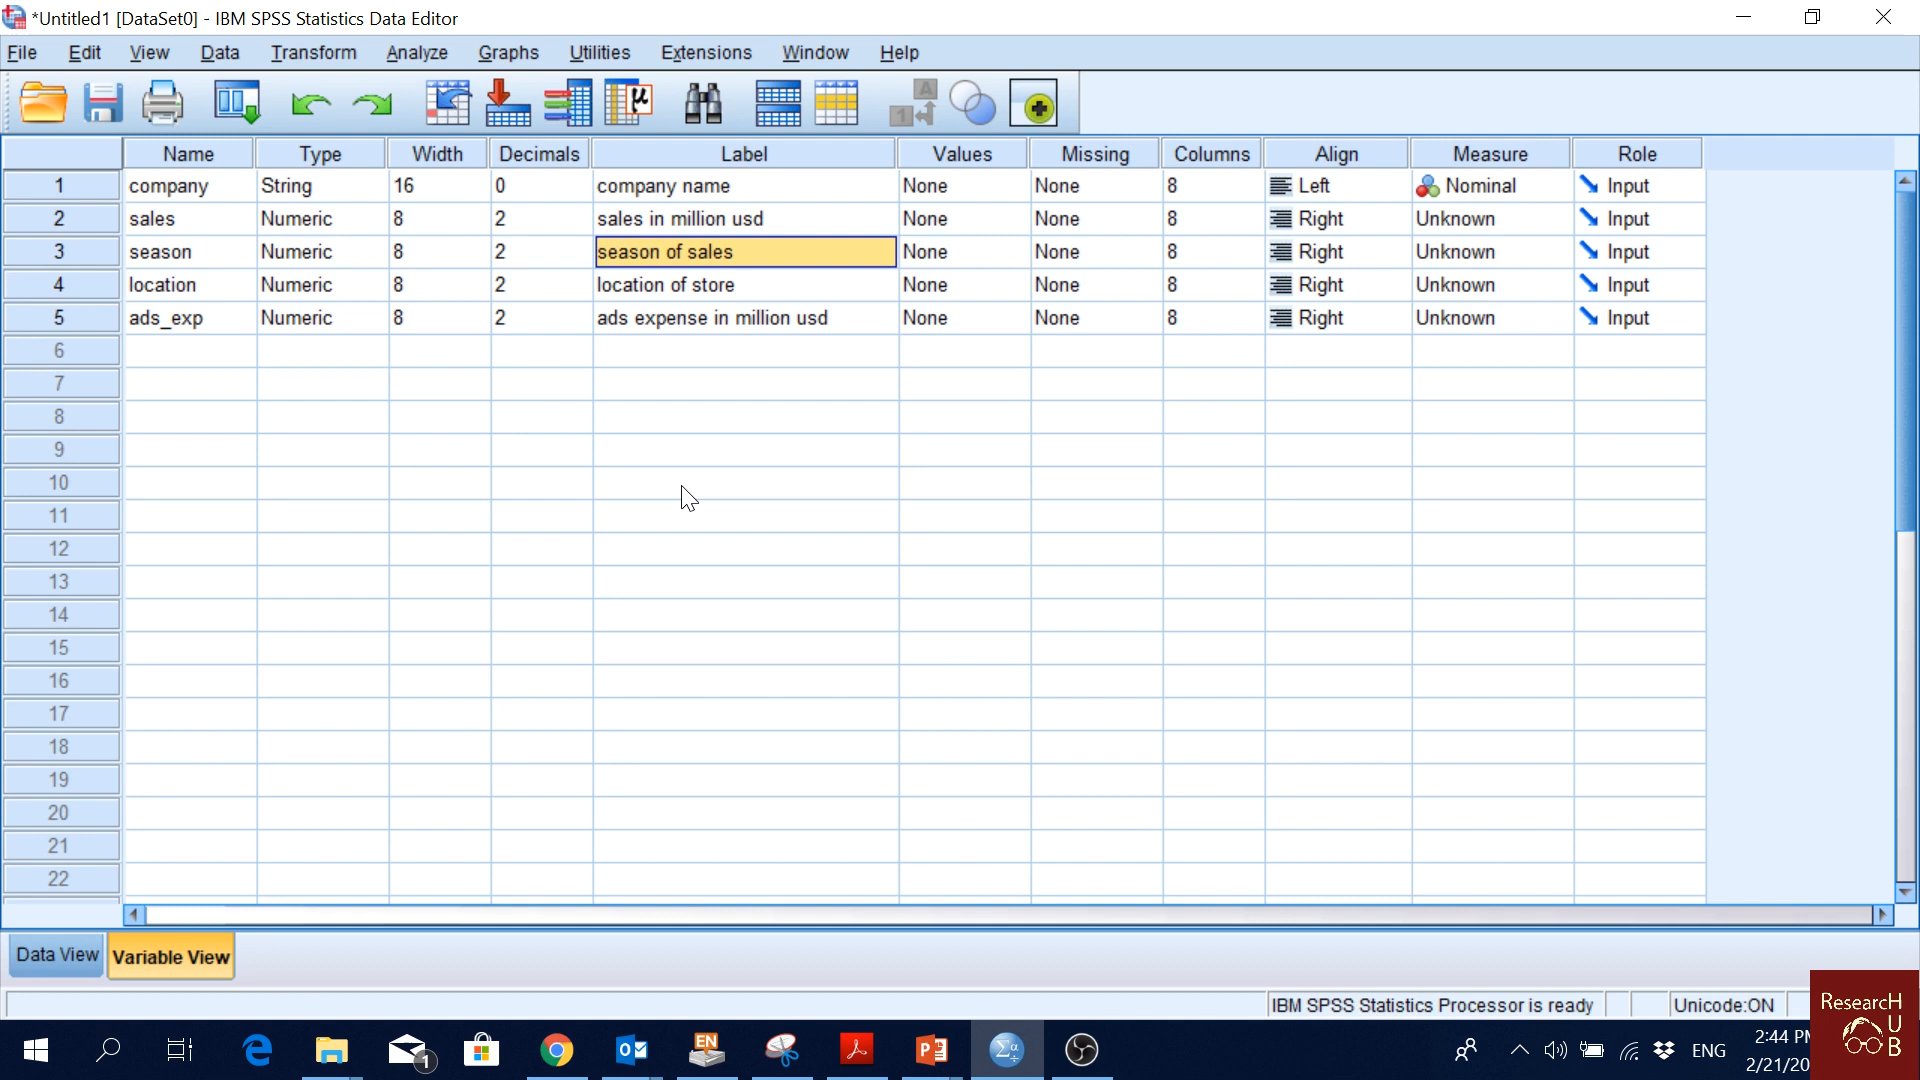 *Untitled1 [DataSet0] - IBM SPSS Statistics Data Editor
File Edit View Data Transform Analyze Graphs Utilities Extensions Window Help
Name Type Width Decimals Label Values Missing Columns Align Measure Role
1 company String 16 0 company name None None 8 Left Nominal Input
2 sales Numeric 8 2 sales in million usd None None 8 Right Unknown Input
3 season Numeric 8 2 season of sales None None 8 Right Unknown Input
4 location Numeric 8 2 location of store None None 8 Right Unknown Input
5 ads_exp Numeric 8 2 ads expense in million usd None None 8 Right Unknown Input
6
7
8
9
10
11
12
13
14
15
16
17
18
19
20
21
22
Data View Variable View
IBM SPSS Statistics Processor is ready Unicode:ON
1 EN ENG
2:44 PM
2/21/20
ResearcH
U
B